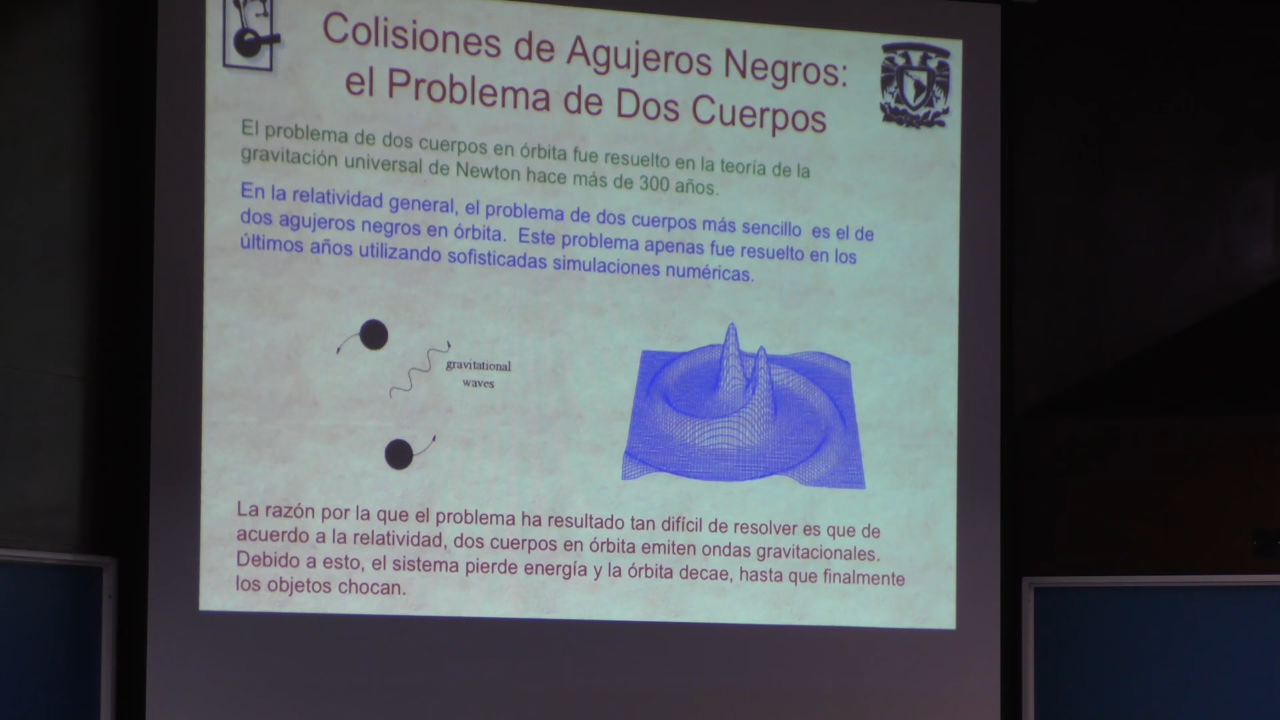 Colisiones de Agujeros Negros:
el Problema de Dos Cuerpos
El problema de dos cuerpos en órbita fue resuelto en la teoría de la
gravitación universal de Newton hace más de 300 años.
En la relatividad general, el problema de dos cuerpos más sencillo es el de
dos agujeros negros en órbita. Este problema apenas fue resuelto en los
últimos años utilizando sofisticadas simulaciones numéricas.
gravitational
waves
La razón por la que el problema ha resultado tan difícil de resolver es que de
acuerdo a la relatividad, dos cuerpos en órbita emiten ondas gravitacionales.
Debido a esto, el sistema pierde energía y la órbita decae, hasta que finalmente
los objetos chocan.